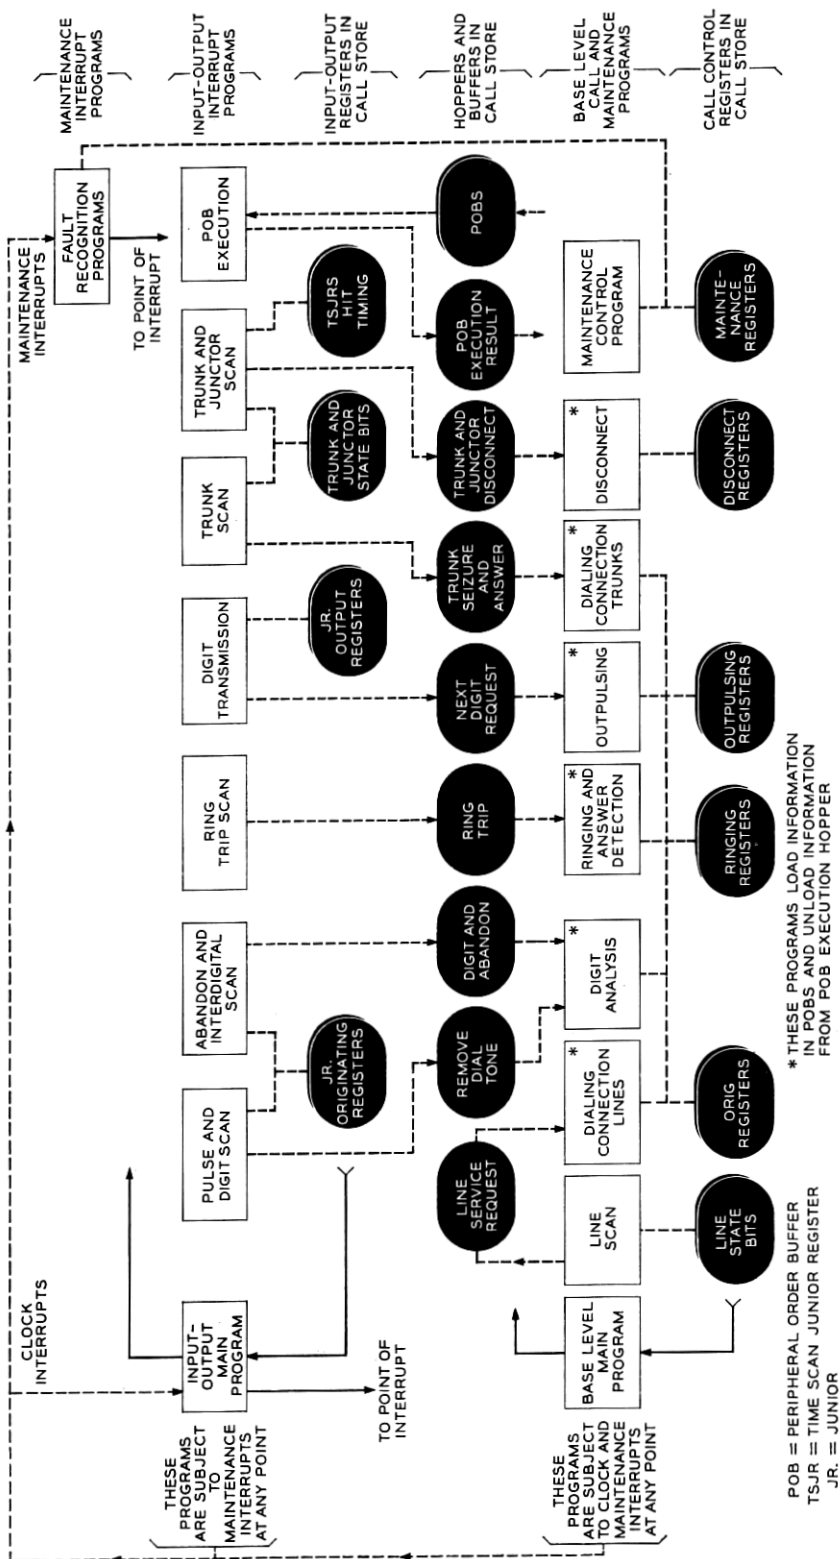 MAINTENANCE
INTERRUPT
PROGRAMS
INPUT-OUTPUT
INTERRUPT
PROGRAMS
INPUT-OUTPUT
REGISTERS IN
CALL STORE
HOPPERS AND
BUFFERS IN
CALL STORE
BASE LEVEL
CALL AND
MAINTENANCE
PROGRAMS
CALL CONTROL
REGISTERS IN
CALL STORE
MAINTENANCE
INTERRUPTS
FAULT
RECOGNITION
PROGRAMS
TO POINT OF
INTERRUPT
CLOCK
INTERRUPTS
THESE
PROGRAMS
ARE SUBJECT
TO
MAINTENANCE
INTERRUPTS
AT ANY POINT
INPUT-
OUTPUT
MAIN
PROGRAM
TO POINT OF
INTERRUPT
PULSE AND
DIGIT SCAN
ABANDON AND
INTERDIGITAL
SCAN
RING
TRIP SCAN
DIGIT
TRANSMISSION
TRUNK
SCAN
TRUNK AND
JUNCTOR
SCAN
POB
EXECUTION
JR.
ORIGINATING
REGISTERS
JR.
OUTPUT
REGISTERS
TRUNK AND
JUNCTOR
STATE BITS
TSJRS
HIT
TIMING
LINE
SERVICE
REQUEST
REMOVE
DIAL
TONE
DIGIT AND
ABANDON
RING
TRIP
NEXT
DIGIT
REQUEST
TRUNK
SEIZURE
AND
ANSWER
TRUNK AND
JUNCTOR
DISCONNECT
POB
EXECUTION
RESULT
POBS
THESE
PROGRAMS
ARE SUBJECT
TO CLOCK AND
MAINTENANCE
INTERRUPTS
AT ANY POINT
BASE LEVEL
MAIN
PROGRAM
LINE
SCAN
*
DIALING
CONNECTION
LINES
*
DIGIT
ANALYSIS
*
RINGING AND
ANSWER
DETECTION
*
OUTPULSING
*
DIALING
CONNECTION
TRUNKS
*
DISCONNECT
MAINTENANCE
CONTROL
PROGRAM
LINE
STATE
BITS
ORIG
REGISTERS
RINGING
REGISTERS
OUTPULSING
REGISTERS
DISCONNECT
REGISTERS
MAINTE-
NANCE
REGISTERS
POB = PERIPHERAL ORDER BUFFER
TSJR = TIME SCAN JUNIOR REGISTER
JR. = JUNIOR
* THESE PROGRAMS LOAD INFORMATION
IN POBS AND UNLOAD INFORMATION
FROM POB EXECUTION HOPPER